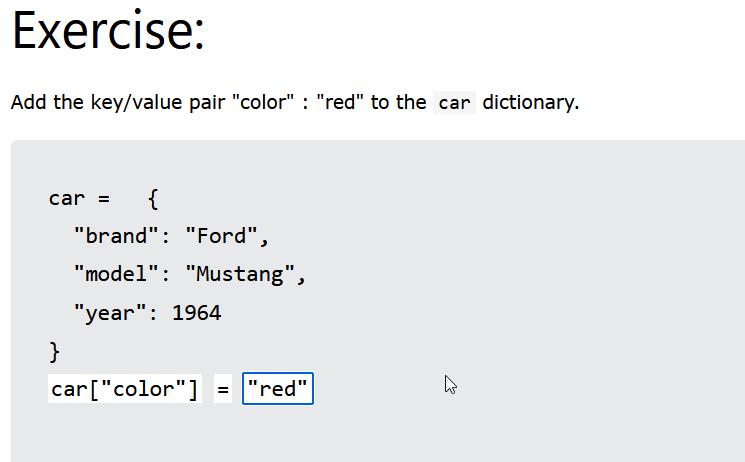 Exercise:
Add the key/value pair "color" : "red" to the car dictionary.
car =   {
  "brand": "Ford",
  "model": "Mustang",
  "year": 1964
}
car["color"] = "red"